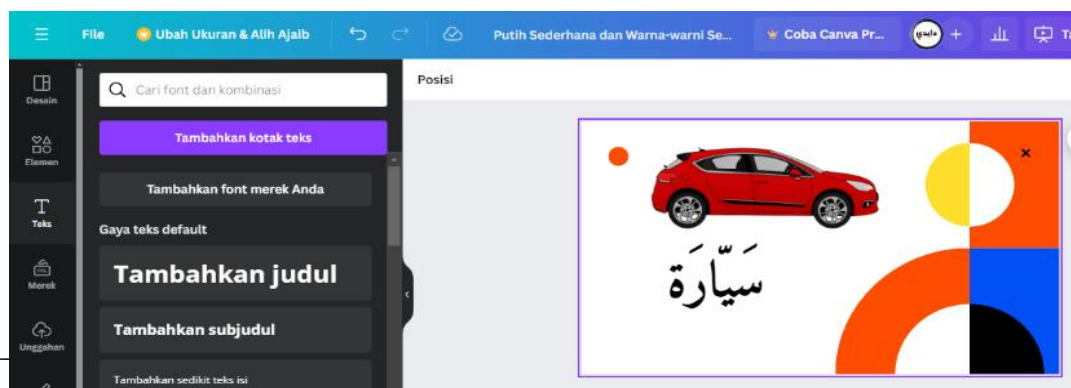 File
Ubah Ukuran & Alih Ajaib
Putih Sederhana dan Warna-warni Se...
Coba Canva Pr...
Ta
Desain
Elemen
Teks
Merek
Unggahan
Cari font dan kombinasi
Tambahkan kotak teks
Tambahkan font merek Anda
Gaya teks default
Tambahkan judul
Tambahkan subjudul
Tambahkan sedikit teks isi
Posisi
سَيّارَة